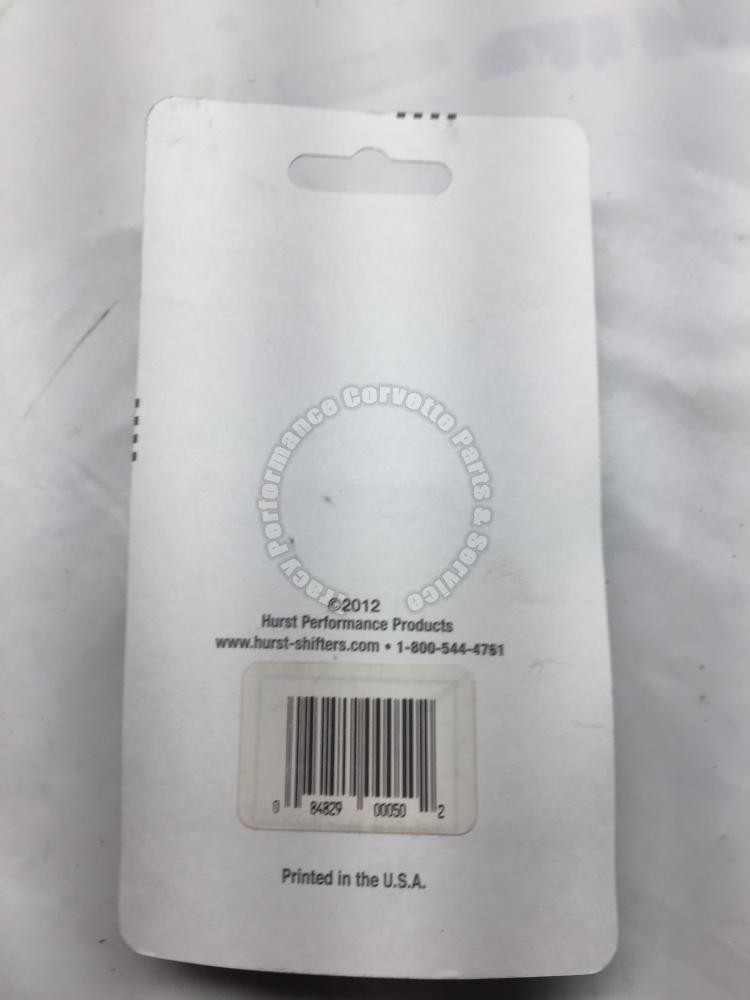 Tracy Performance Corvette Parts & Service
©2012
Hurst Performance Products
www.hurst-shifters.com • 1-800-544-4761
0 84829 00050 2
Printed in the U.S.A.